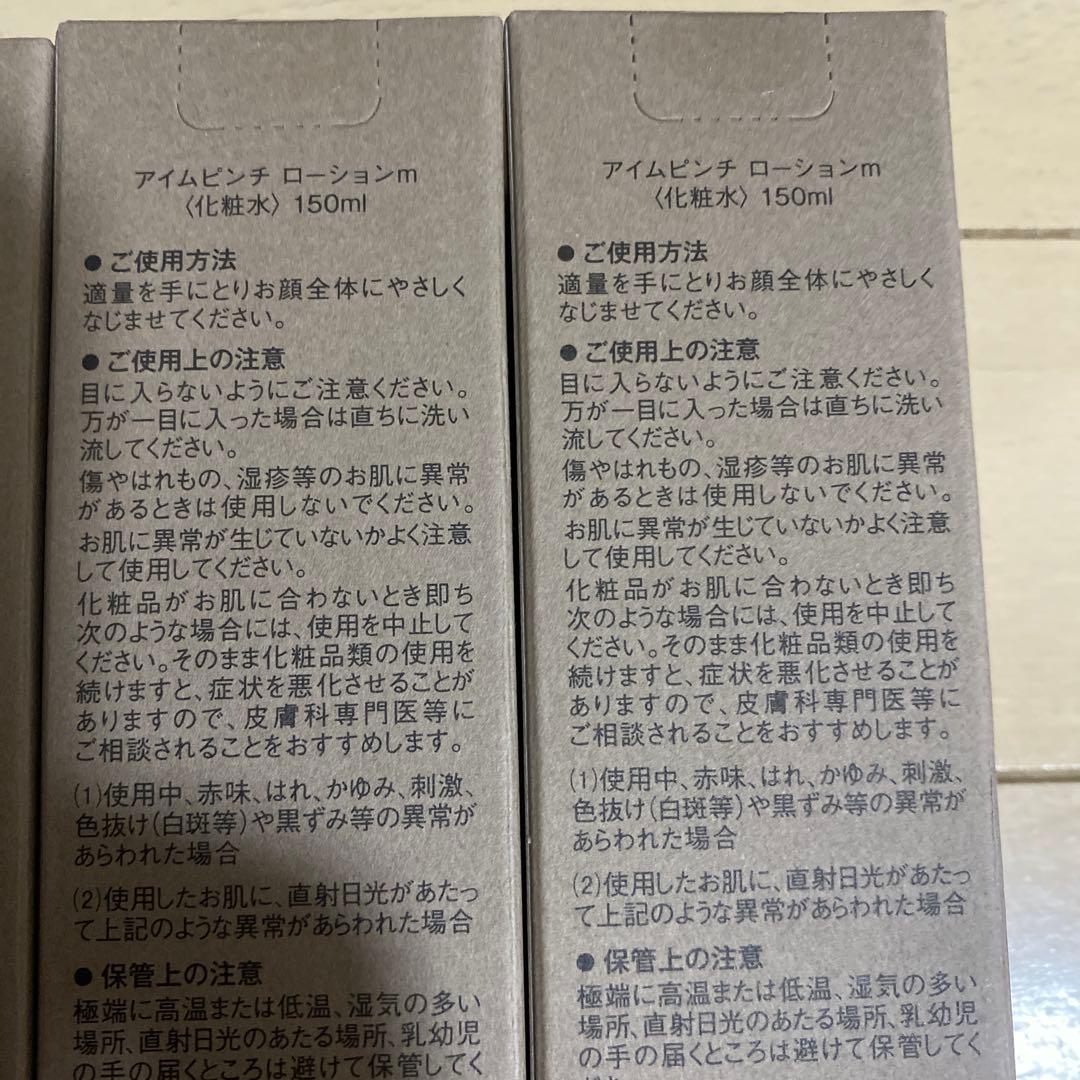 アイムピンチ ローションm
〈化粧水〉150ml
● ご使用方法
適量を手にとりお顔全体にやさしく
なじませてください。
● ご使用上の注意
目に入らないようにご注意ください。
万が一目に入った場合は直ちに洗い
流してください。
傷やはれもの、湿疹等のお肌に異常
があるときは使用しないでください。
お肌に異常が生じていないかよく注意
して使用してください。
化粧品がお肌に合わないとき即ち
次のような場合には、使用を中止して
ください。そのまま化粧品類の使用を
続けますと、症状を悪化させることが
ありますので、皮膚科専門医等に
ご相談されることをおすすめします。
(1)使用中、赤味、はれ、かゆみ、刺激、
色抜け(白斑等)や黒ずみ等の異常が
あらわれた場合
(2)使用したお肌に、直射日光があたっ
て上記のような異常があらわれた場合
● 保管上の注意
極端に高温または低温、湿気の多い
場所、直射日光のあたる場所、乳幼児
の手の届くところは避けて保管してく
アイムピンチ ローションm
〈化粧水〉150ml
● ご使用方法
適量を手にとりお顔全体にやさしく
なじませてください。
● ご使用上の注意
目に入らないようにご注意ください。
万が一目に入った場合は直ちに洗い
流してください。
傷やはれもの、湿疹等のお肌に異常
があるときは使用しないでください。
お肌に異常が生じていないかよく注意
して使用してください。
化粧品がお肌に合わないとき即ち
次のような場合には、使用を中止して
ください。そのまま化粧品類の使用を
続けますと、症状を悪化させることが
ありますので、皮膚科専門医等に
ご相談されることをおすすめします。
(1)使用中、赤味、はれ、かゆみ、刺激、
色抜け(白斑等)や黒ずみ等の異常が
あらわれた場合
(2)使用したお肌に、直射日光があたっ
て上記のような異常があらわれた場合
● 保管上の注意
極端に高温または低温、湿気の多い
場所、直射日光のあたる場所、乳幼児
の手の届くところは避けて保管してく